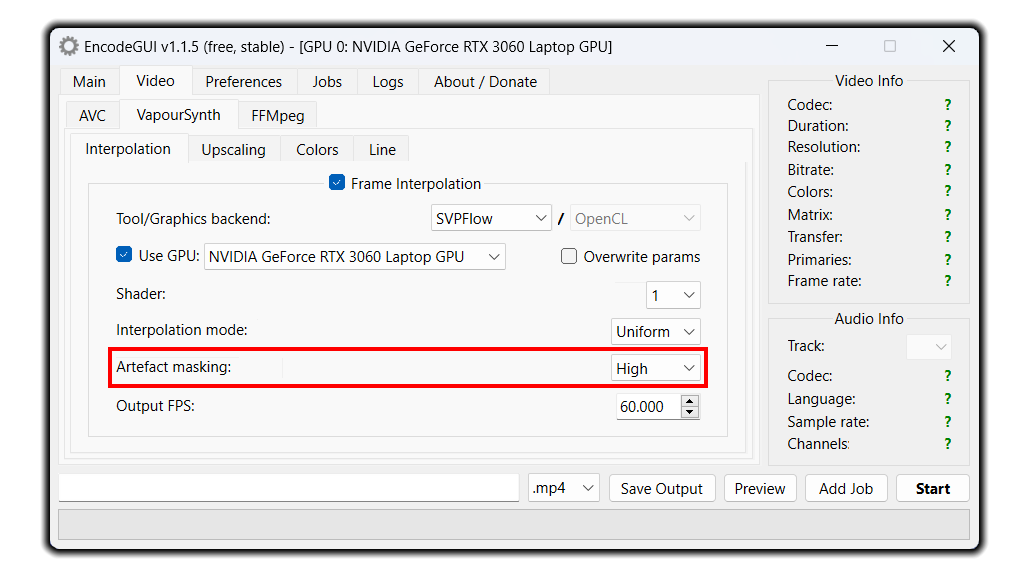 EncodeGUI v1.1.5 (free, stable) - [GPU 0: NVIDIA GeForce RTX 3060 Laptop GPU]
Main Video Preferences Jobs Logs About / Donate
AVC VapourSynth FFMpeg
Interpolation Upscaling Colors Line
Frame Interpolation
Tool/Graphics backend: SVPFlow / OpenCL
Use GPU: NVIDIA GeForce RTX 3060 Laptop GPU Overwrite params
Shader: 1
Interpolation mode: Uniform
Artefact masking: High
Output FPS: 60.000
Video Info
Codec: ?
Duration: ?
Resolution: ?
Bitrate: ?
Colors: ?
Matrix: ?
Transfer: ?
Primaries: ?
Frame rate: ?
Audio Info
Track:
Codec: ?
Language: ?
Sample rate: ?
Channels: ?
.mp4 Save Output Preview Add Job Start